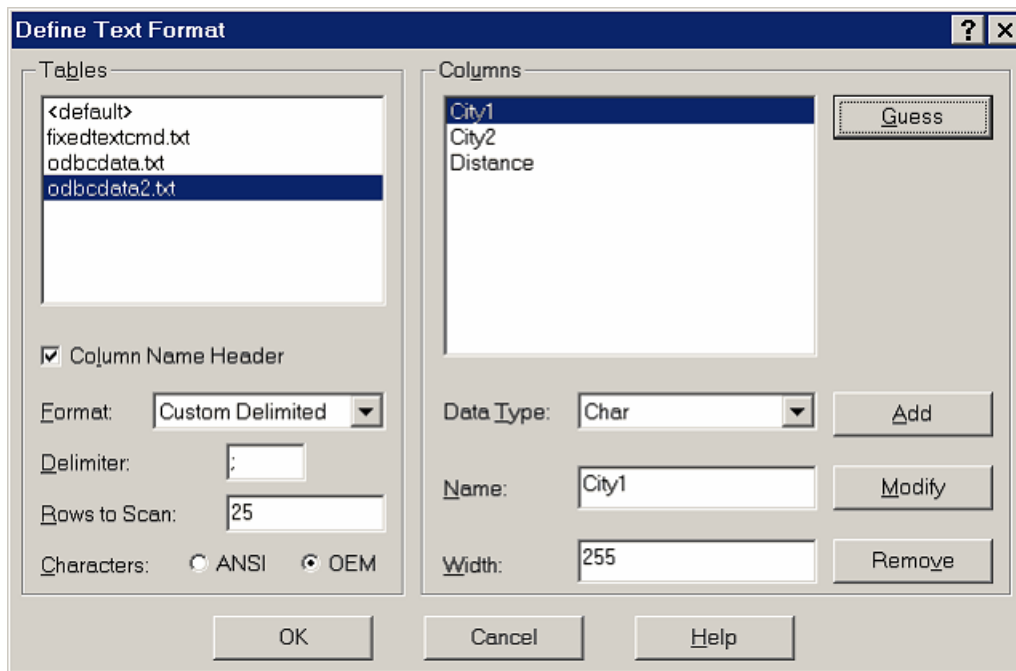 Define Text Format
Tables
<default>
fixedtextcmd.txt
odbcdata.txt
odbcdata2.txt
Column Name Header
Format: Custom Delimited
Delimiter: ;
Rows to Scan: 25
Characters: ANSI OEM
Columns
City1
City2
Distance
Guess
Data Type: Char
Add
Name: City1
Modify
Width: 255
Remove
OK Cancel Help